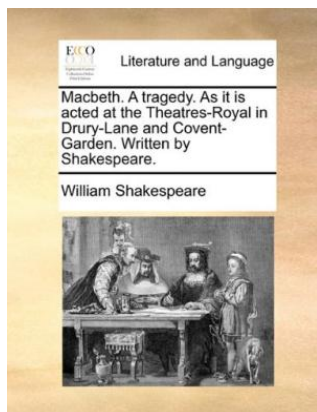 ECCO
Literature and Language
Macbeth. A tragedy. As it is
acted at the Theatres-Royal in
Drury-Lane and Covent-
Garden. Written by
Shakespeare.
William Shakespeare